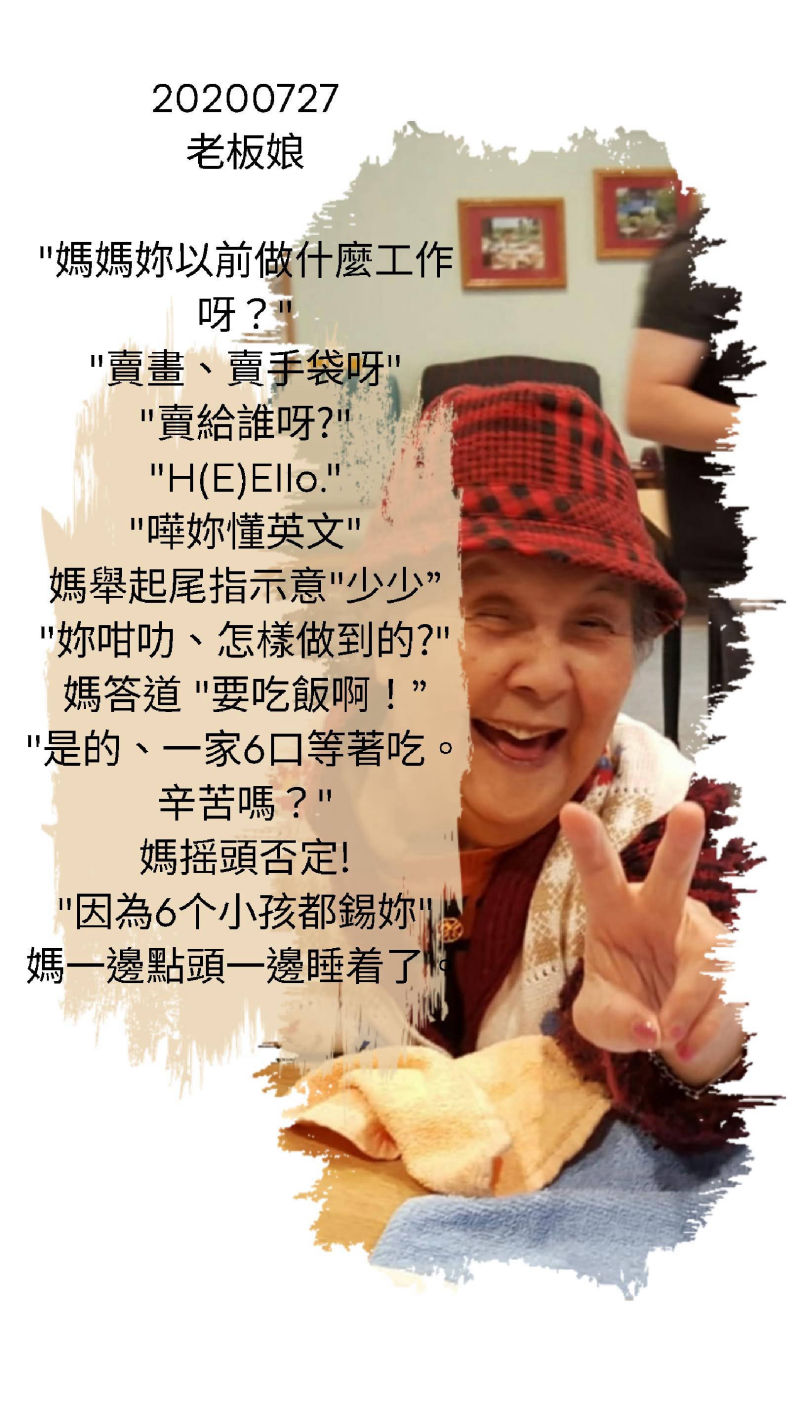 20200727
老板娘
"媽媽妳以前做什麼工作
呀？"
"賣畫、賣手袋呀"
"賣給誰呀?"
"H(E)Ello."
"嘩妳懂英文"
媽舉起尾指示意"少少”
"妳咁叻、怎樣做到的?"
媽答道 "要吃飯啊！”
"是的、一家6口等著吃。
辛苦嗎？"
媽摇頭否定!
"因為6个小孩都錫妳"
媽一邊點頭一邊睡着了。